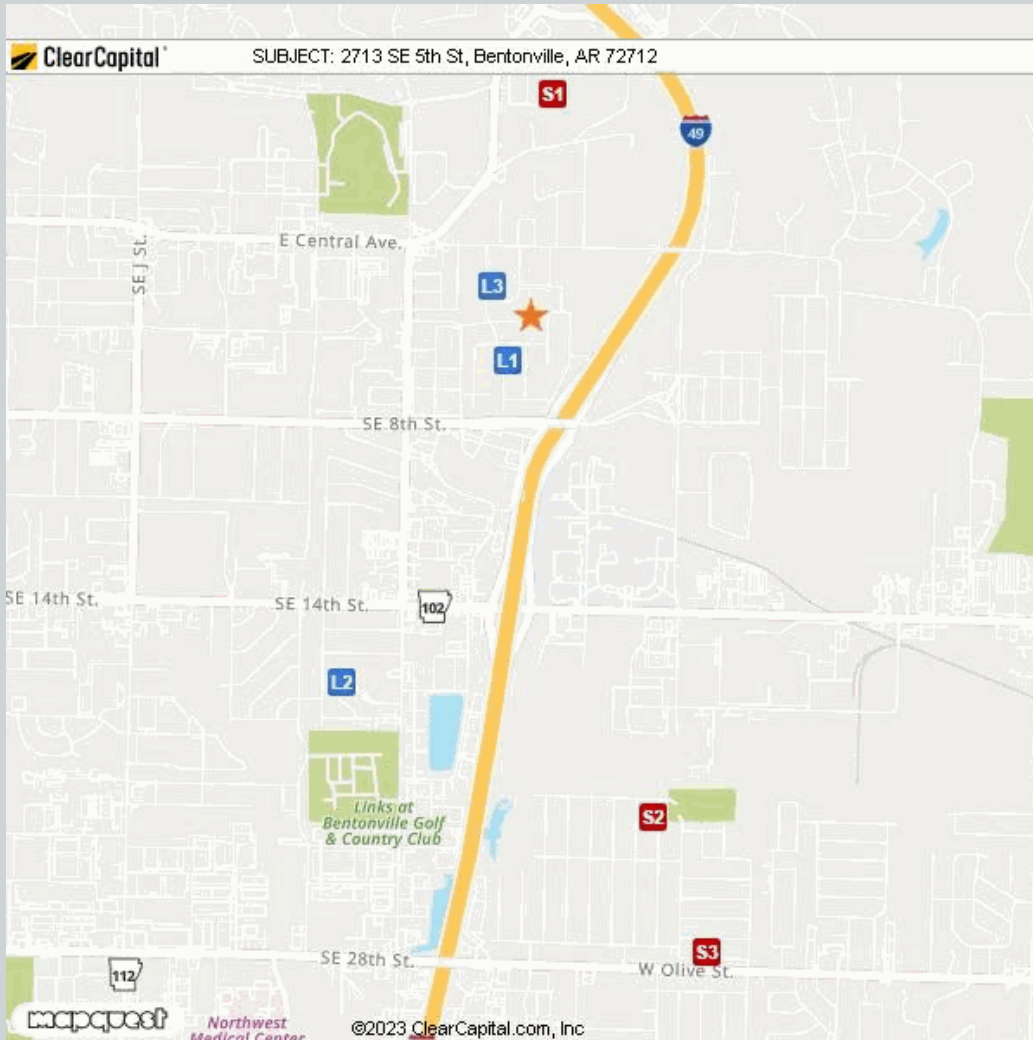 ClearCapital
SUBJECT: 2713 SE 5th St, Bentonville, AR 72712
S1
49
SE J St.
E Central Ave.
L3
L1
SE 8th St.
SE 14th St.
SE 14th St.
102
L2
Links at
Bentonville Golf
& Country Club
S2
S3
SE 28th St.
W Olive St.
112
mapquest
Northwest
Medical Center
©2023 ClearCapital.com, Inc